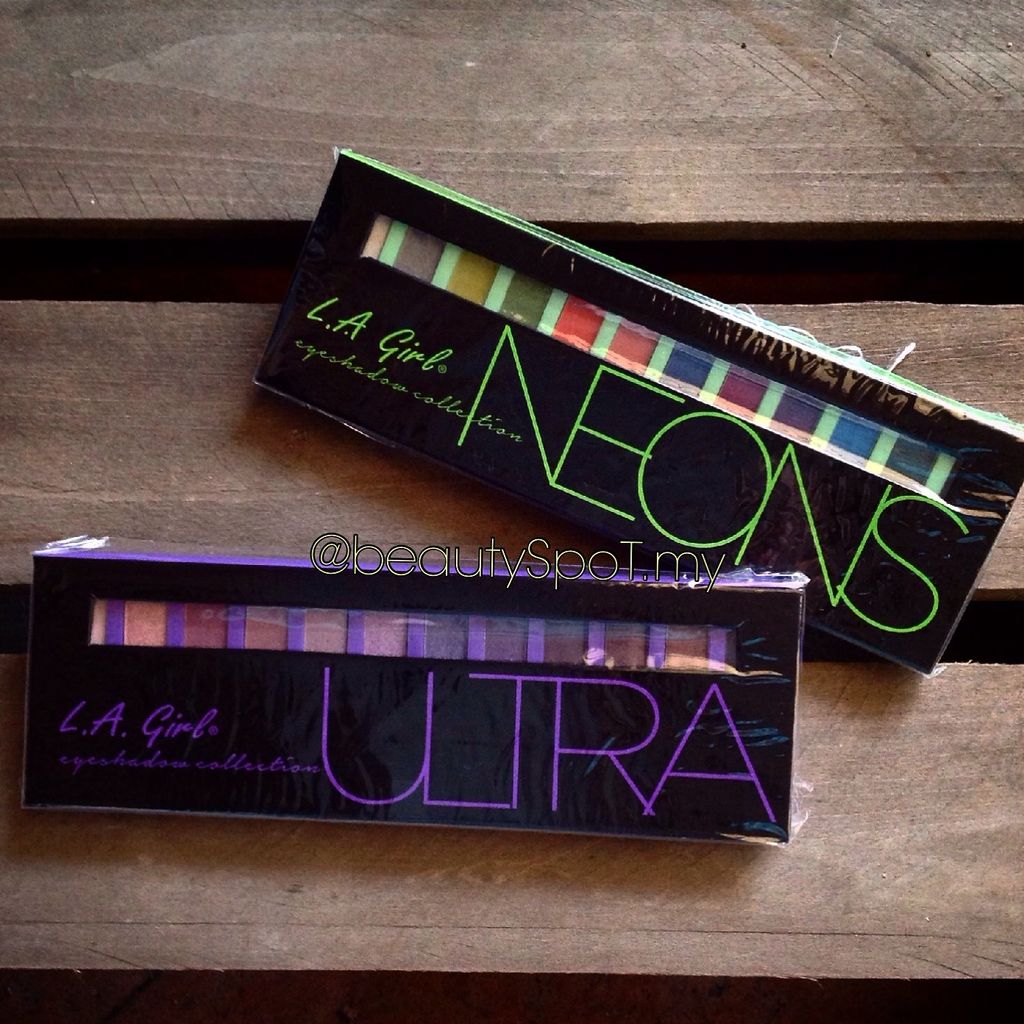 L.A Girl®
eyeshadow collection
NEONS
@beautySpoT.my
L.A. Girl®
eyeshadow collection
ULTRA